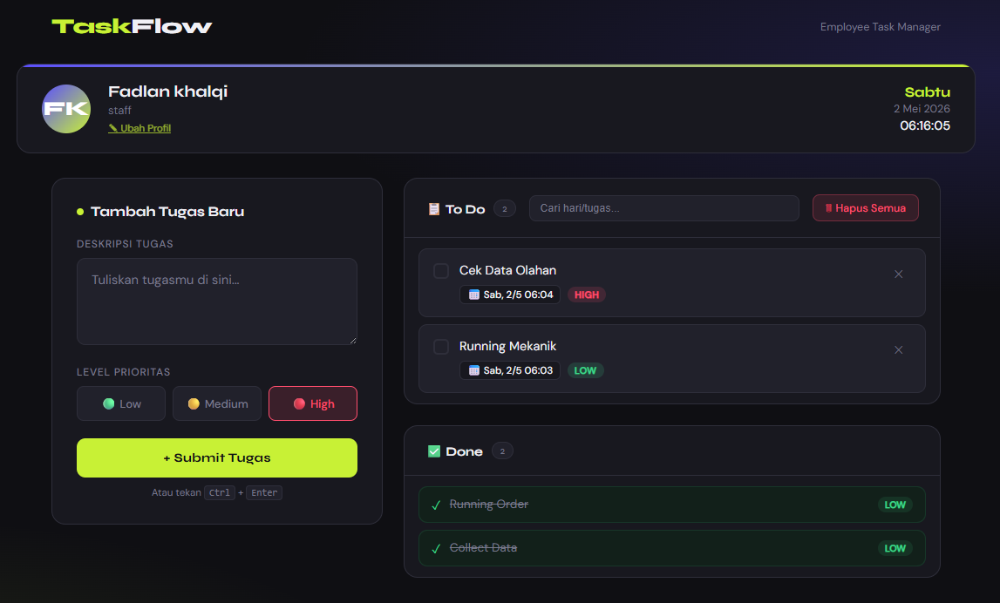 TaskFlow
Employee Task Manager
FK
Fadlan khalqi
staff
Ubah Profil
Sabtu
2 Mei 2026
06:16:05
Tambah Tugas Baru
DESKRIPSI TUGAS
Tuliskan tugasmu di sini...
LEVEL PRIORITAS
Low
Medium
High
+ Submit Tugas
Atau tekan Ctrl + Enter
To Do 2
Cari hari/tugas...
Hapus Semua
Cek Data Olahan
Sab, 2/5 06:04 HIGH
Running Mekanik
Sab, 2/5 06:03 LOW
Done 2
Running Order LOW
Collect Data LOW